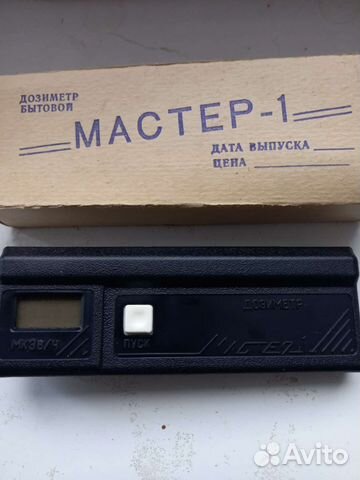 ДОЗИМЕТР
БЫТОВОЙ
МАСТЕР-1
ДАТА ВЫПУСКА
ЦЕНА
ДОЗИМЕТР
МКЗВ/Ч
ПУСК
Avito